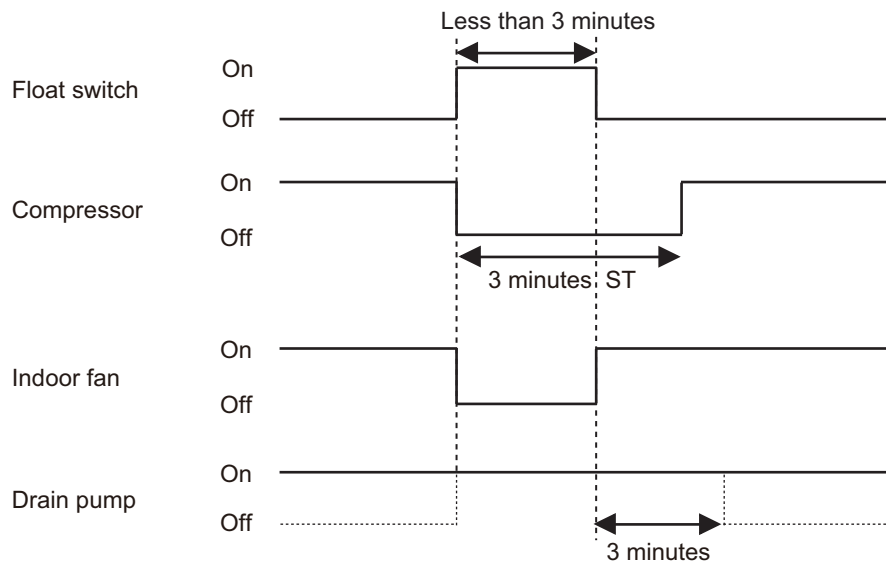 Less than 3 minutes
Float switch
On
Off
Compressor
On
Off
3 minutes ST
Indoor fan
On
Off
Drain pump
On
Off
3 minutes